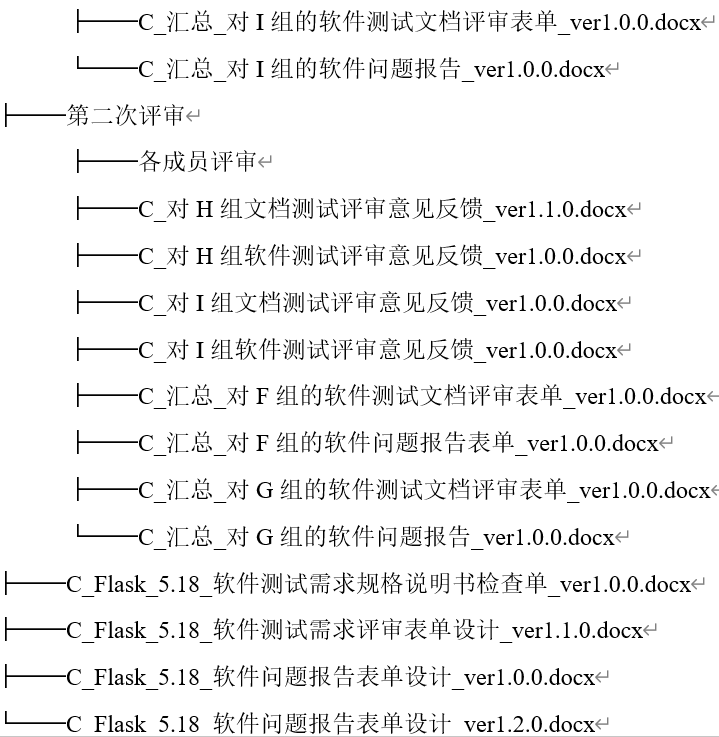 ├──C_汇总_对 I 组的软件测试文档评审表单_ver1.0.0.docx↵
└──C_汇总_对 I 组的软件问题报告_ver1.0.0.docx↵
├──第二次评审↵
├──各成员评审↵
├──C_对 H 组文档测试评审意见反馈_ver1.1.0.docx↵
├──C_对 H 组软件测试评审意见反馈_ver1.0.0.docx↵
├──C_对 I 组文档测试评审意见反馈_ver1.0.0.docx↵
├──C_对 I 组软件测试评审意见反馈_ver1.0.0.docx↵
├──C_汇总_对 F 组的软件测试文档评审表单_ver1.0.0.docx↵
├──C_汇总_对 F 组的软件问题报告表单_ver1.0.0.docx↵
├──C_汇总_对 G 组的软件测试文档评审表单_ver1.0.0.docx↵
└──C_汇总_对 G 组的软件问题报告_ver1.0.0.docx↵
├──C_Flask_5.18_软件测试需求规格说明书检查单_ver1.0.0.docx↵
├──C_Flask_5.18_软件测试需求评审表单设计_ver1.1.0.docx↵
├──C_Flask_5.18_软件问题报告表单设计_ver1.0.0.docx↵
└──C_Flask_5.18_软件问题报告表单设计_ver1.2.0.docx↵